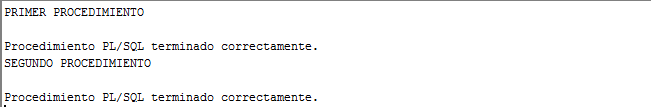 PRIMER PROCEDIMIENTO
Procedimiento PL/SQL terminado correctamente.
SEGUNDO PROCEDIMIENTO
Procedimiento PL/SQL terminado correctamente.